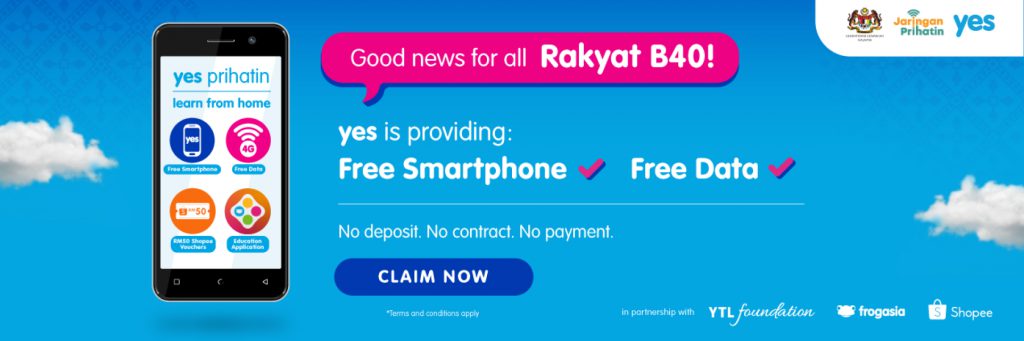 Jaringan
Prihatin
yes
Good news for all Rakyat B40!
yes prihatin
learn from home
yes
Free Smartphone
4G
Free Data
RM50
RM50 Shopee
Vouchers
Education
Application
yes is providing:
Free Smartphone
Free Data
No deposit. No contract. No payment.
CLAIM NOW
*Terms and conditions apply
in partnership with
YTL foundation
frogasia
S
Shopee